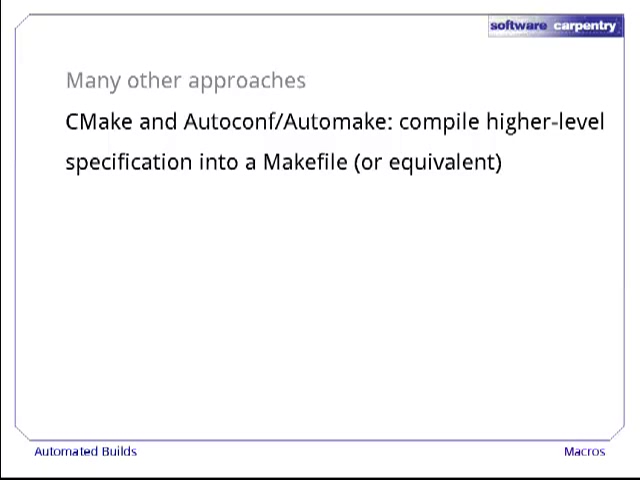 software carpentry
Many other approaches
CMake and Autoconf/Automake: compile higher-level
specification into a Makefile (or equivalent)
Automated Builds
Macros